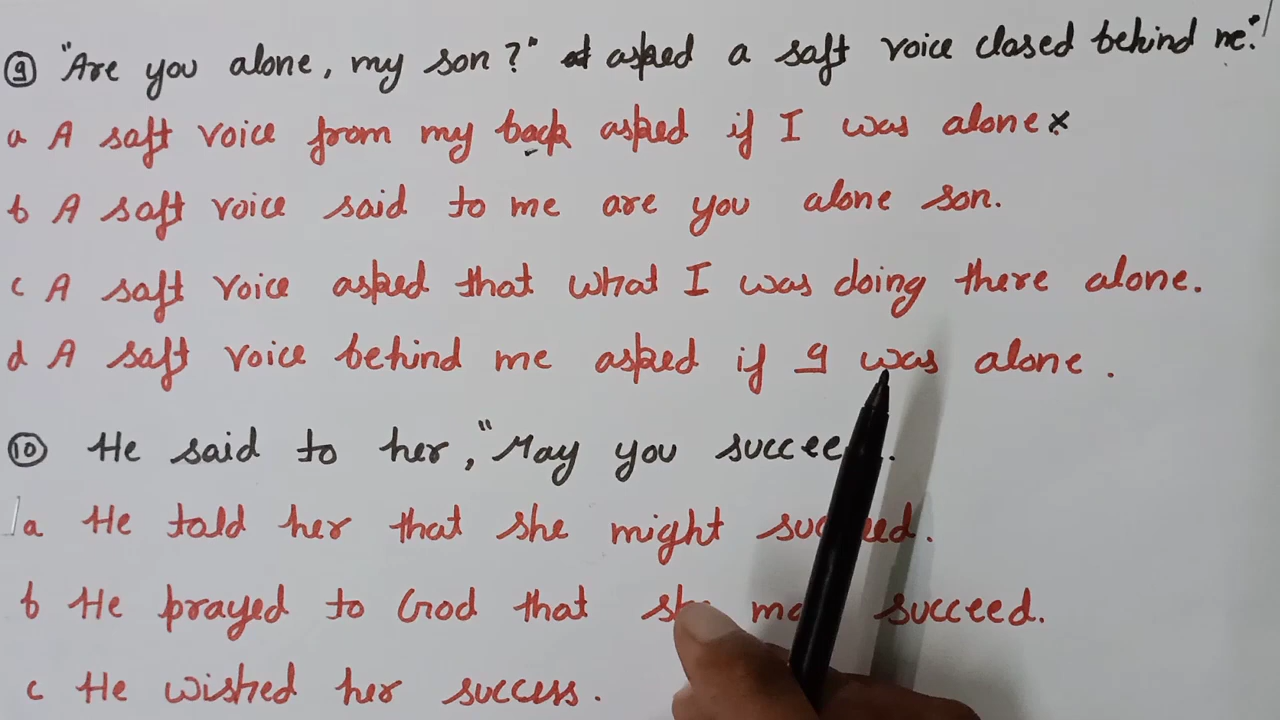 9 "Are you alone, my son?" asked a soft voice closed behind me."
a A soft voice from my back asked if I was alone ×
b A soft voice said to me are you alone son.
c A soft voice asked that what I was doing there alone.
d A soft voice behind me asked if I was alone.
10 He said to her, "May you succeed.
a He told her that she might succeed.
b He prayed to God that she succeed.
c He wished her success.